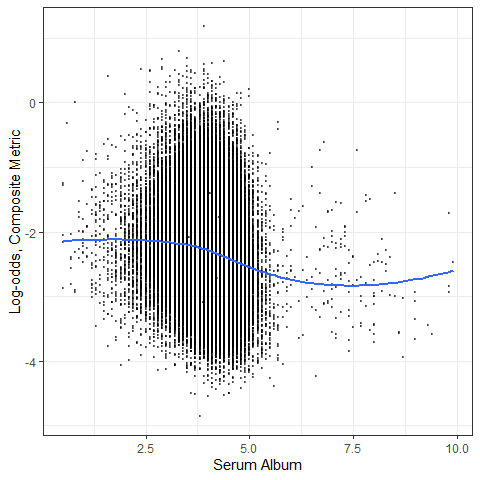 Log-odds, Composite Metric
0
-2
-4
2.5 5.0 7.5 10.0
Serum Album